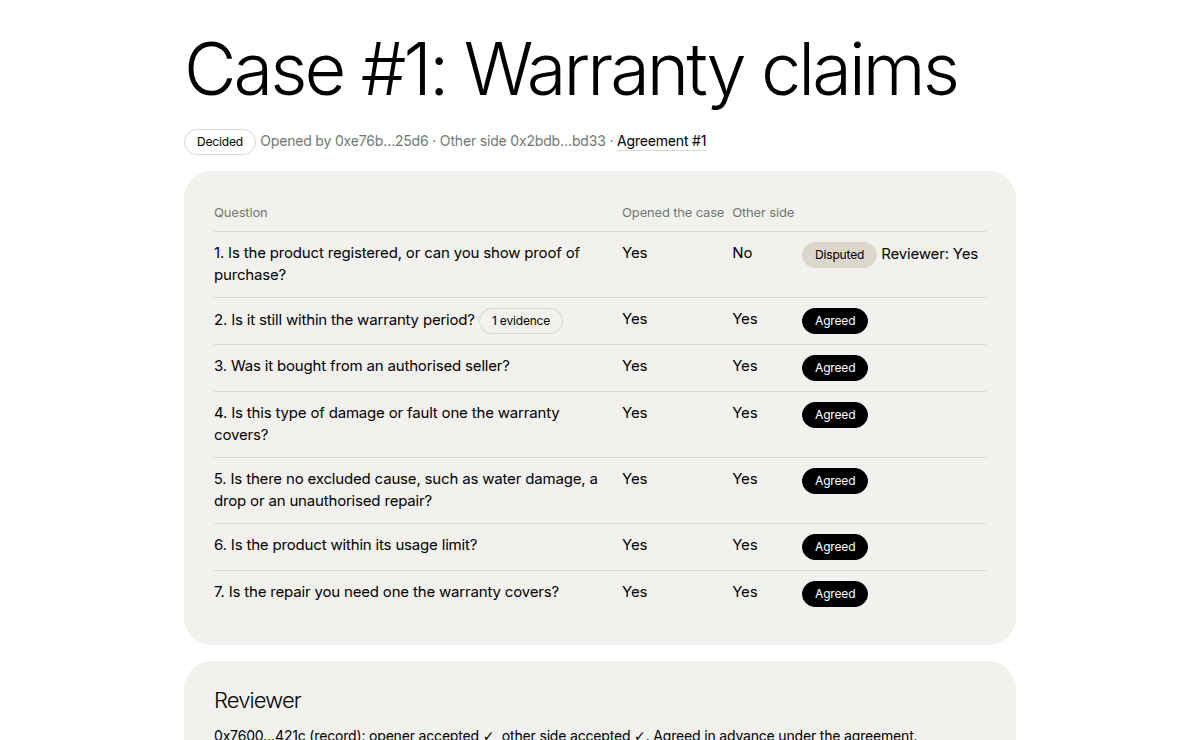 Case #1: Warranty claims
Decided Opened by 0xe76b...25d6 · Other side 0x2bdb...bd33 · Agreement #1
Question Opened the case Other side
1. Is the product registered, or can you show proof of Yes No Disputed Reviewer: Yes
purchase?
2. Is it still within the warranty period? 1 evidence Yes Yes Agreed
3. Was it bought from an authorised seller? Yes Yes Agreed
4. Is this type of damage or fault one the warranty Yes Yes Agreed
covers?
5. Is there no excluded cause, such as water damage, a Yes Yes Agreed
drop or an unauthorised repair?
6. Is the product within its usage limit? Yes Yes Agreed
7. Is the repair you need one the warranty covers? Yes Yes Agreed
Reviewer
0x7600...421c (record): opener accepted ✓ other side accepted ✓. Agreed in advance under the agreement.